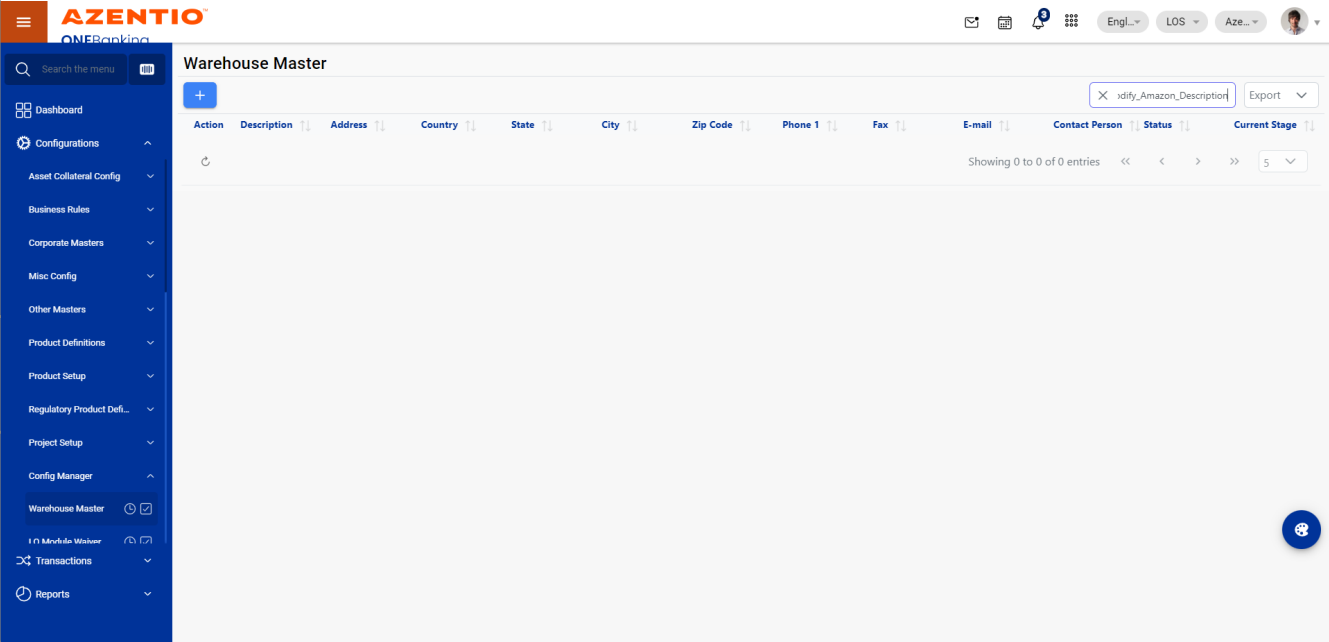 AZENTIO™
ONEBanking
3
Engl...
LOS
Aze...
Search the menu
Dashboard
Configurations
Asset Collateral Config
Business Rules
Corporate Masters
Misc Config
Other Masters
Product Definitions
Product Setup
Regulatory Product Defi...
Project Setup
Config Manager
Warehouse Master
LO Module Waiver
Transactions
Reports
Warehouse Master
+
dify_Amazon_Description
Export
Action Description Address Country State City Zip Code Phone 1 Fax E-mail Contact Person Status Current Stage
Showing 0 to 0 of 0 entries
5